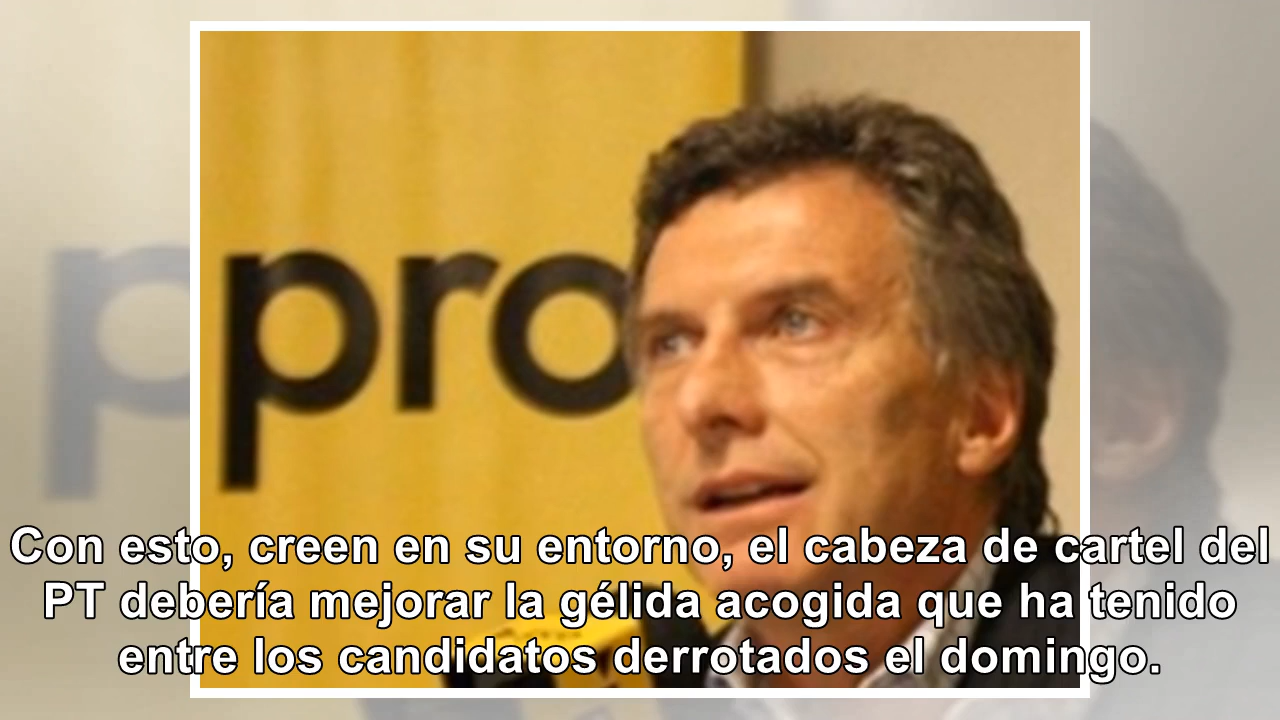 pro
Con esto, creen en su entorno, el cabeza de cartel del
PT debería mejorar la gélida acogida que ha tenido
entre los candidatos derrotados el domingo.